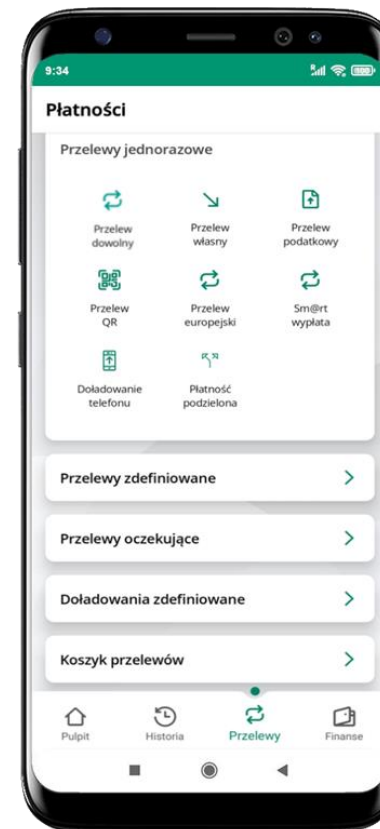 9:34
Płatności
Przelewy jednorazowe
Przelew
dowolny
Przelew
własny
Przelew
podatkowy
Przelew
QR
Przelew
europejski
Sm@rt
wypłata
Doładowanie
telefonu
Płatność
podzielona
Przelewy zdefiniowane
Przelewy oczekujące
Doładowania zdefiniowane
Koszyk przelewów
Pulpit
Historia
Przelewy
Finanse